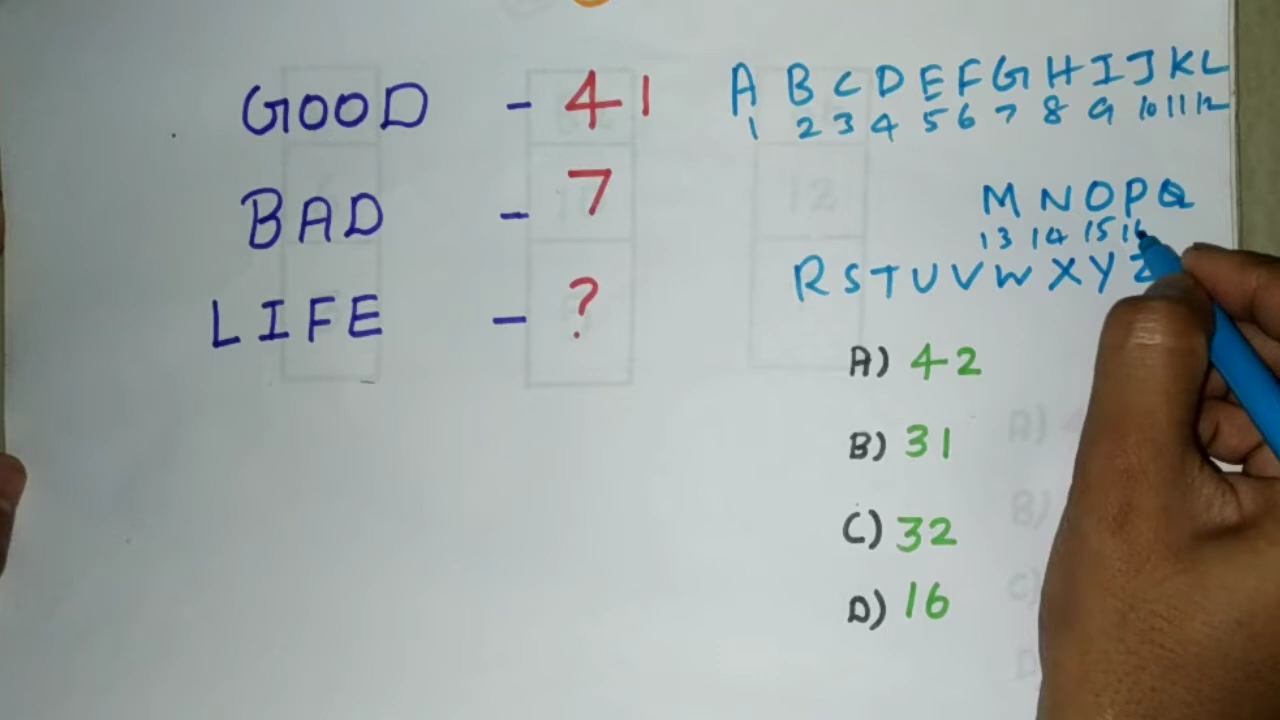 GOOD - 41
BAD - 7
LIFE - ?
A B C D E F G H I J K L
1 2 3 4 5 6 7 8 9 10 11 12
M N O P Q
13 14 15 16
R S T U V W X Y Z
A) 42
B) 31
C) 32
D) 16